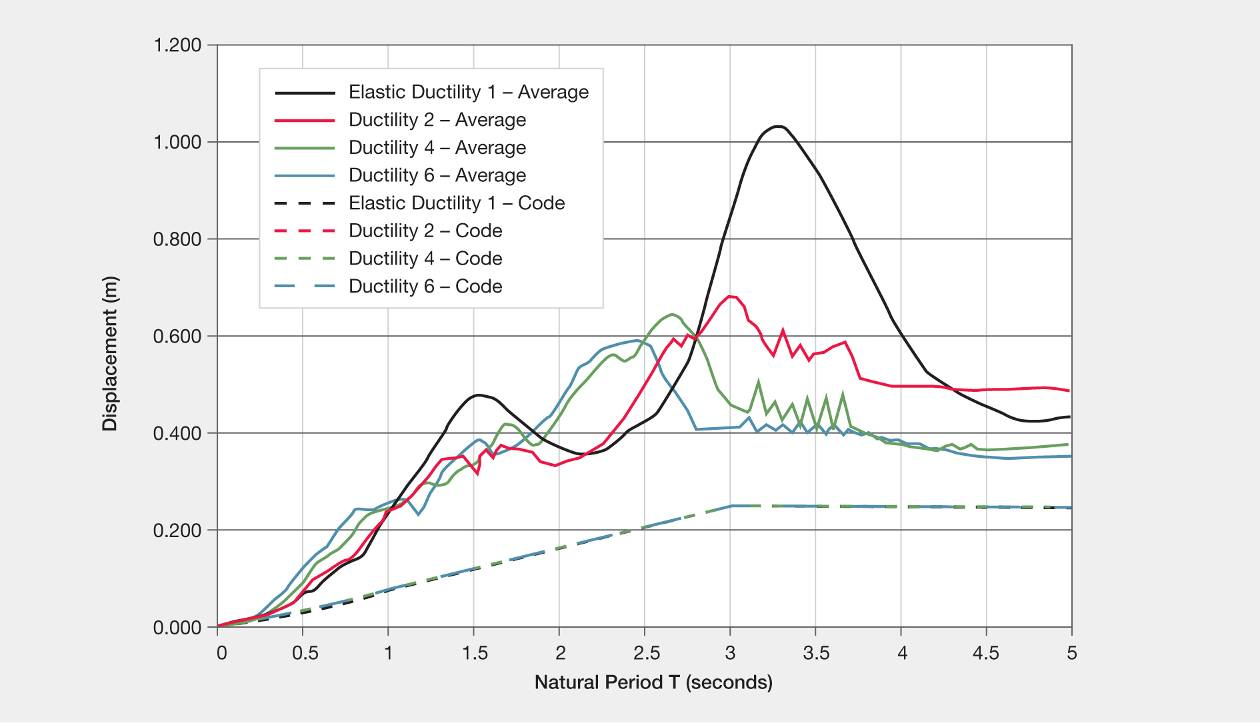 1.200
1.000
0.800
0.600
0.400
0.200
0.000
Displacement (m)
Elastic Ductility 1 – Average
Ductility 2 – Average
Ductility 4 – Average
Ductility 6 – Average
Elastic Ductility 1 – Code
Ductility 2 – Code
Ductility 4 – Code
Ductility 6 – Code
0 0.5 1 1.5 2 2.5 3 3.5 4 4.5 5
Natural Period T (seconds)